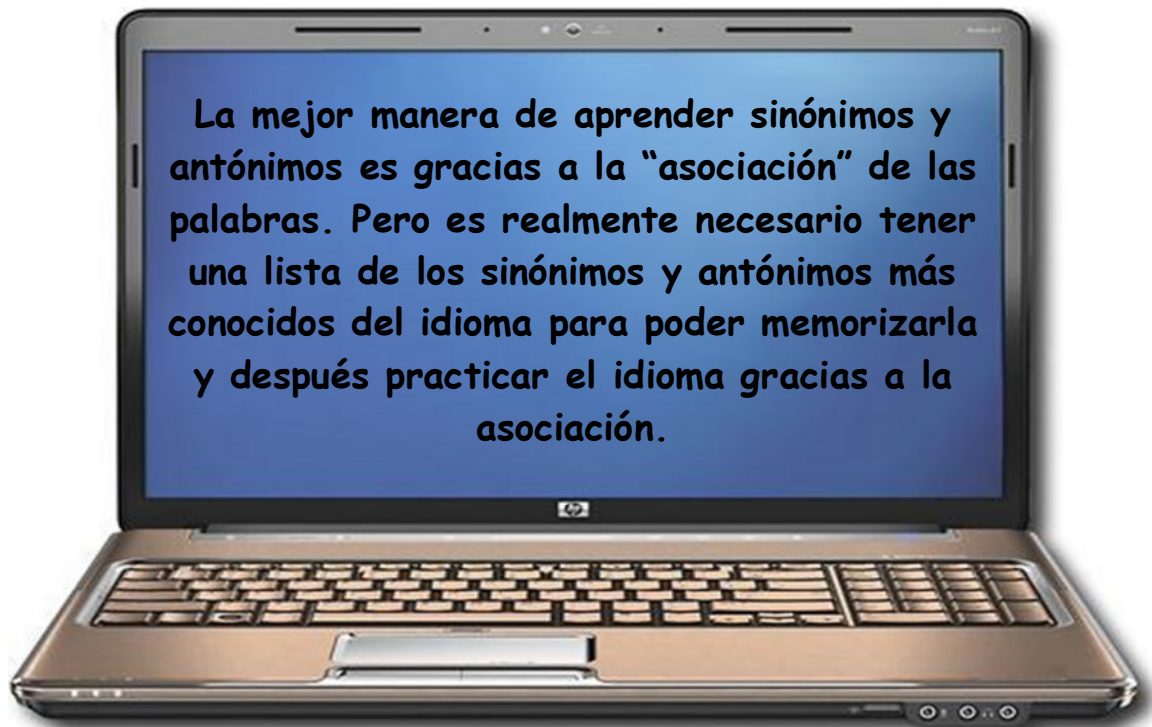 La mejor manera de aprender sinónimos y
antónimos es gracias a la “asociación” de las
palabras. Pero es realmente necesario tener
una lista de los sinónimos y antónimos más
conocidos del idioma para poder memorizarla
y después practicar el idioma gracias a la
asociación.
hp